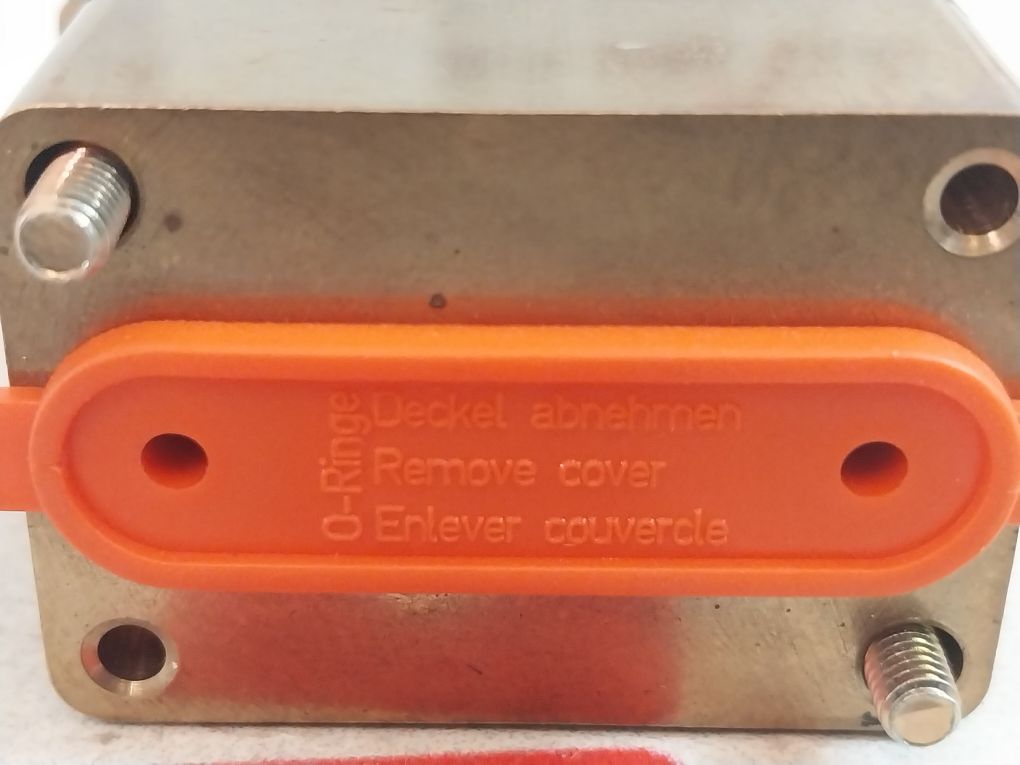 O-Ringe
Deckel abnehmen
Remove cover
Enlever couvercle